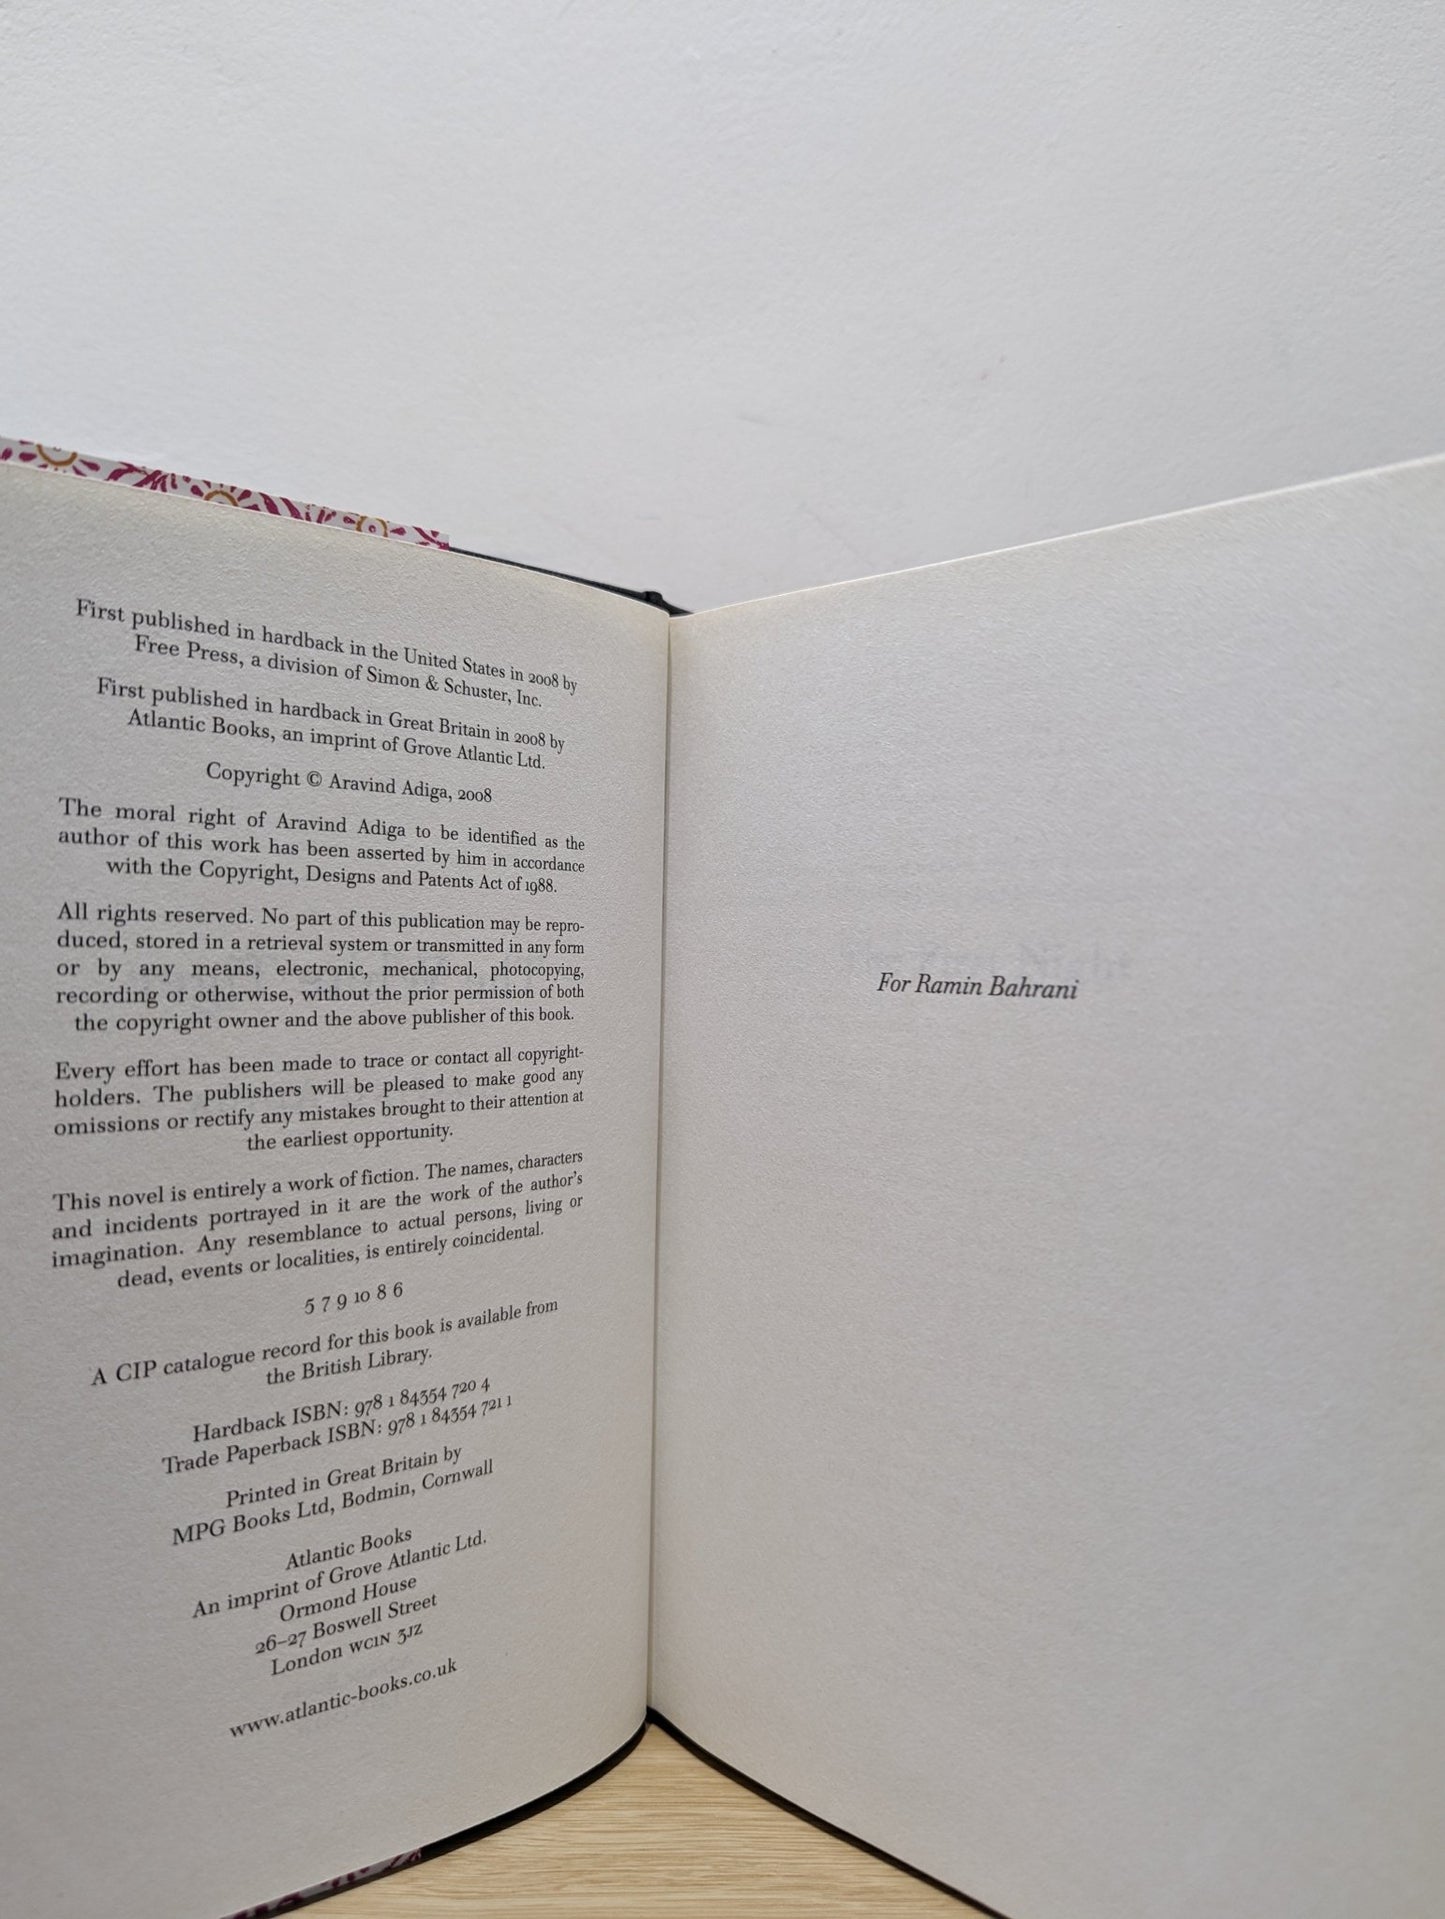 First published in hardback in the United States in 2008 by
Free Press, a division of Simon & Schuster, Inc.
First published in hardback in Great Britain in 2008 by
Atlantic Books, an imprint of Grove Atlantic Ltd.
Copyright © Aravind Adiga, 2008
The moral right of Aravind Adiga to be identified as the
author of this work has been asserted by him in accordance
with the Copyright, Designs and Patents Act of 1988.
All rights reserved. No part of this publication may be repro-
duced, stored in a retrieval system or transmitted in any form
or by any means, electronic, mechanical, photocopying,
recording or otherwise, without the prior permission of both
the copyright owner and the above publisher of this book.
Every effort has been made to trace or contact all copyright-
holders. The publishers will be pleased to make good any
omissions or rectify any mistakes brought to their attention at
the earliest opportunity.
This novel is entirely a work of fiction. The names, characters
and incidents portrayed in it are the work of the author's
imagination. Any resemblance to actual persons, living or
dead, events or localities, is entirely coincidental.
5 7 9 10 8 6
A CIP catalogue record for this book is available from
the British Library.
Hardback ISBN: 978 1 84354 720 4
Trade Paperback ISBN: 978 1 84354 721 1
Printed in Great Britain by
MPG Books Ltd, Bodmin, Cornwall
Atlantic Books
An imprint of Grove Atlantic Ltd.
Ormond House
26–27 Boswell Street
London WC1N 3JZ
www.atlantic-books.co.uk
For Ramin Bahrani